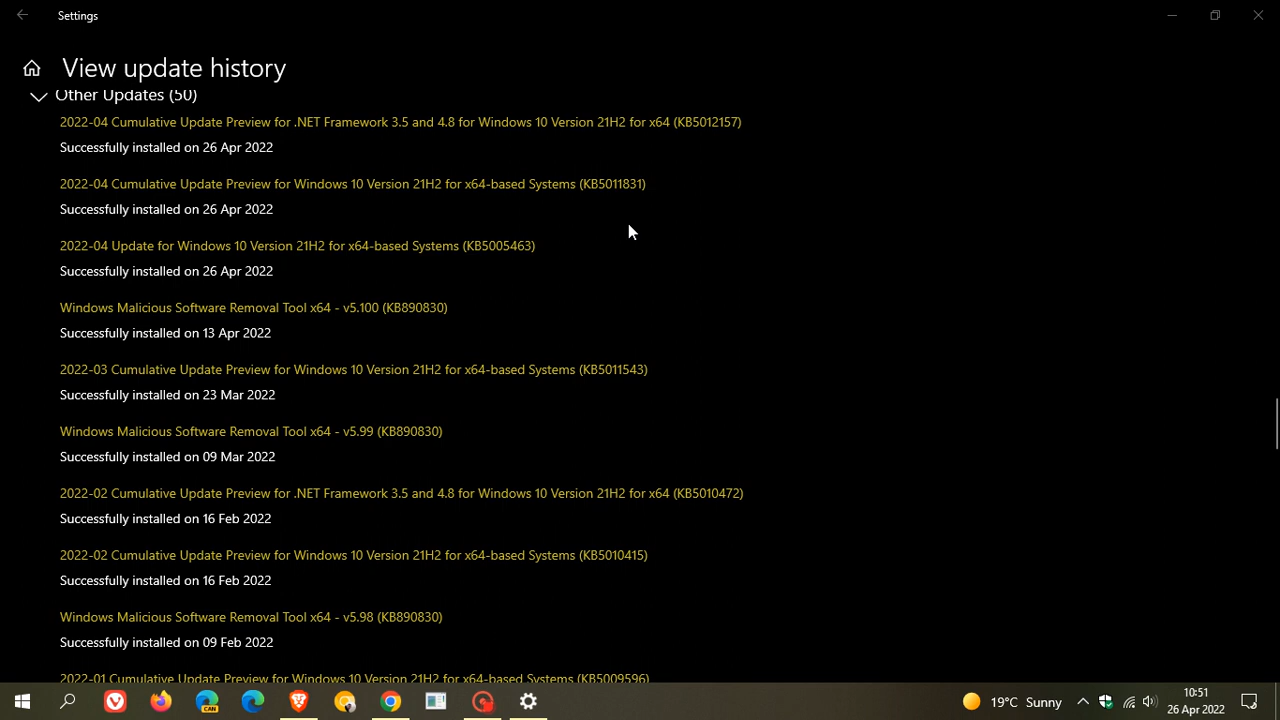 Settings
View update history
Other Updates (50)
2022-04 Cumulative Update Preview for .NET Framework 3.5 and 4.8 for Windows 10 Version 21H2 for x64 (KB5012157)
Successfully installed on 26 Apr 2022
2022-04 Cumulative Update Preview for Windows 10 Version 21H2 for x64-based Systems (KB5011831)
Successfully installed on 26 Apr 2022
2022-04 Update for Windows 10 Version 21H2 for x64-based Systems (KB5005463)
Successfully installed on 26 Apr 2022
Windows Malicious Software Removal Tool x64 - v5.100 (KB890830)
Successfully installed on 13 Apr 2022
2022-03 Cumulative Update Preview for Windows 10 Version 21H2 for x64-based Systems (KB5011543)
Successfully installed on 23 Mar 2022
Windows Malicious Software Removal Tool x64 - v5.99 (KB890830)
Successfully installed on 09 Mar 2022
2022-02 Cumulative Update Preview for .NET Framework 3.5 and 4.8 for Windows 10 Version 21H2 for x64 (KB5010472)
Successfully installed on 16 Feb 2022
2022-02 Cumulative Update Preview for Windows 10 Version 21H2 for x64-based Systems (KB5010415)
Successfully installed on 16 Feb 2022
Windows Malicious Software Removal Tool x64 - v5.98 (KB890830)
Successfully installed on 09 Feb 2022
2022-01 Cumulative Update Preview for Windows 10 Version 21H2 for x64-based Systems (KB5009596)
CAN
19°C Sunny
10:51
26 Apr 2022